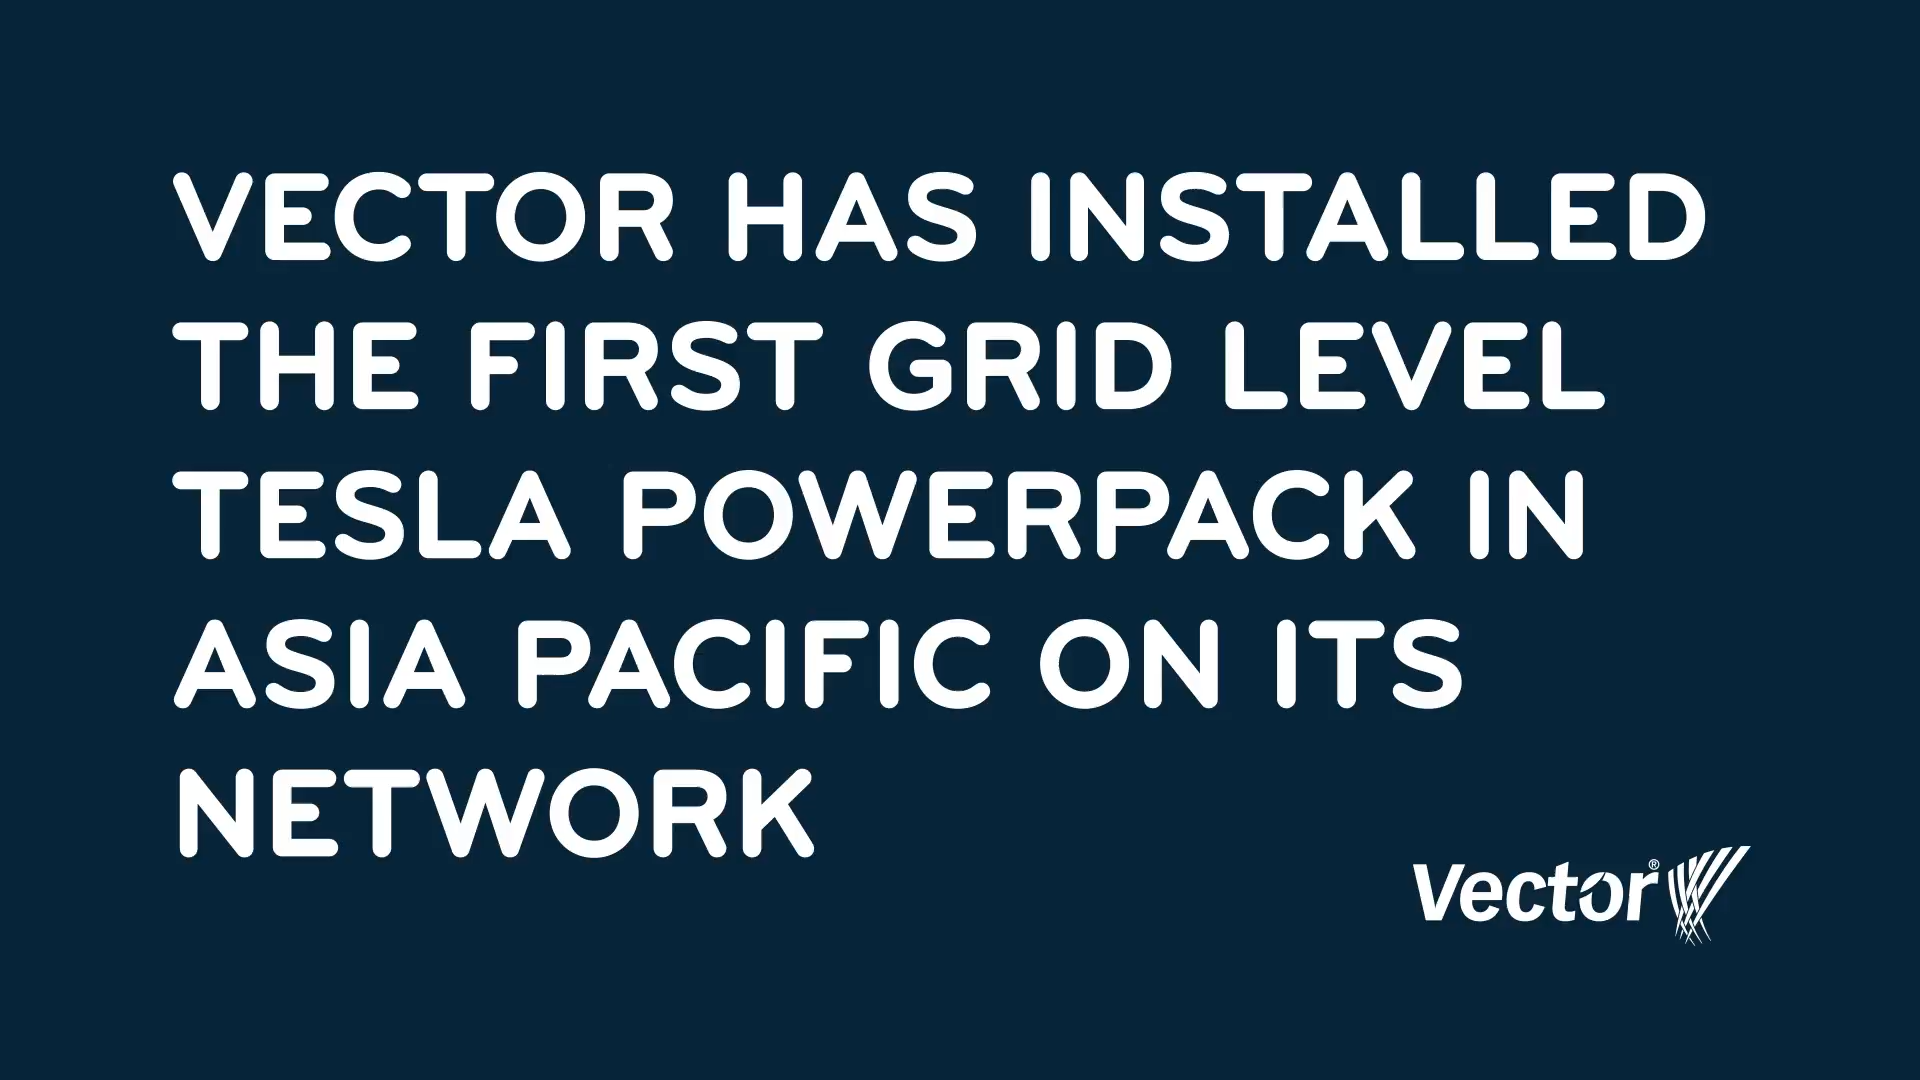 VECTOR HAS INSTALLED
THE FIRST GRID LEVEL
TESLA POWERPACK IN
ASIA PACIFIC ON ITS
NETWORK
Vector®